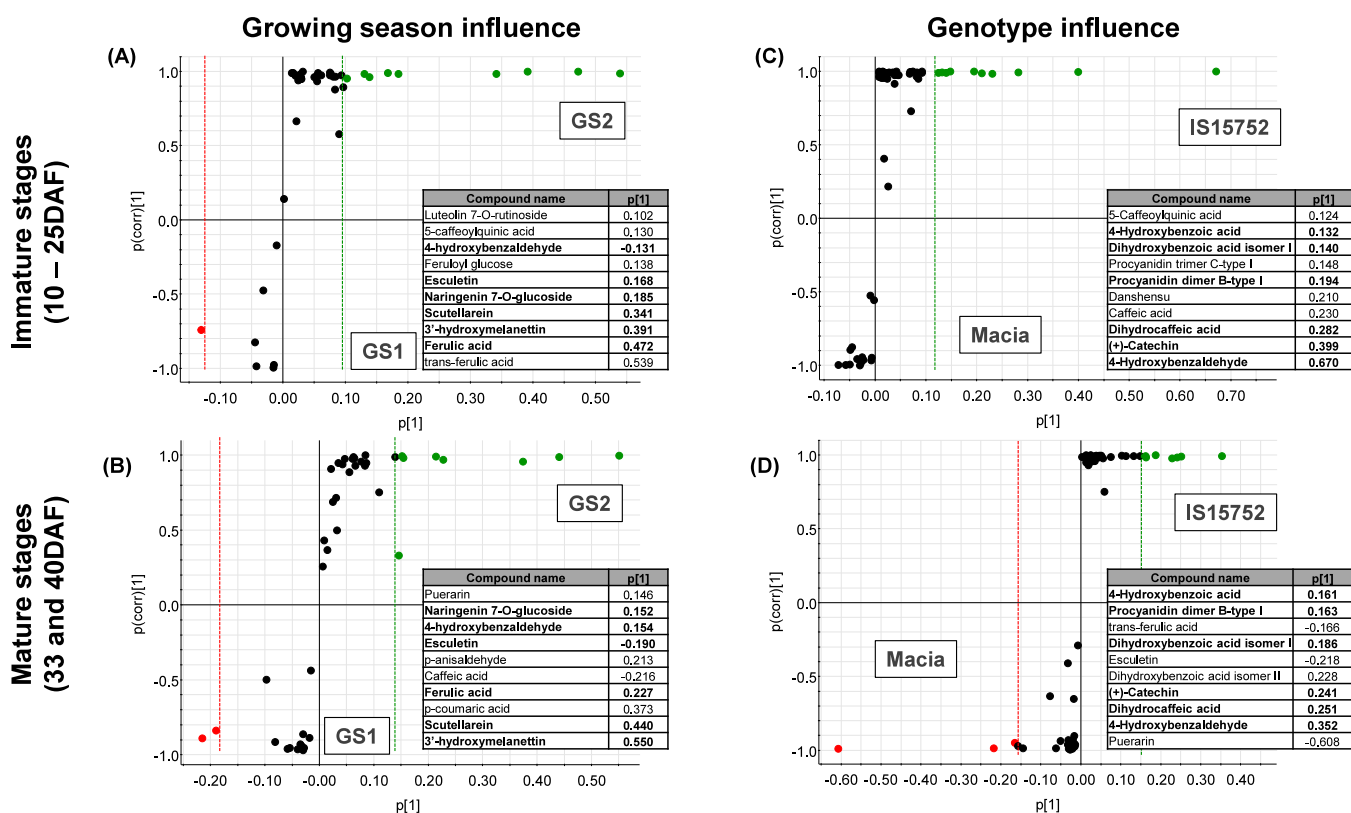 Growing season influence
Genotype influence
Immature stages
(10 – 25DAF)
Mature stages
(33 and 40DAF)
(A)
p(corr)[1]
1.0
0.5
0.0
-0.5
-1.0
GS2
GS1
Compound name p[1]
Luteolin 7-O-rutinoside 0.102
5-caffeoylquinic acid 0.130
4-hydroxybenzaldehyde -0.131
Feruloyl glucose 0.138
Esculetin 0.168
Naringenin 7-O-glucoside 0.185
Scutellarein 0.341
3'-hydroxymelanettin 0.391
Ferulic acid 0.472
trans-ferulic acid 0.539
-0.10 0.00 0.10 0.20 0.30 0.40 0.50
p[1]
(C)
p(corr)[1]
1.0
0.5
0.0
-0.5
-1.0
IS15752
Macia
Compound name p[1]
5-Caffeoylquinic acid 0.124
4-Hydroxybenzoic acid 0.132
Dihydroxybenzoic acid isomer I 0.140
Procyanidin trimer C-type I 0.148
Procyanidin dimer B-type I 0.194
Danshensu 0.210
Caffeic acid 0.230
Dihydrocaffeic acid 0.282
(+)-Catechin 0.399
4-Hydroxybenzaldehyde 0.670
-0.10 0.00 0.10 0.20 0.30 0.40 0.50 0.60 0.70
p[1]
(B)
p(corr)[1]
1.0
0.5
0.0
-0.5
-1.0
GS2
GS1
Compound name p[1]
Puerarin 0.146
Naringenin 7-O-glucoside 0.152
4-hydroxybenzaldehyde 0.154
Esculetin -0.190
p-anisaldehyde 0.213
Caffeic acid -0.216
Ferulic acid 0.227
p-coumaric acid 0.373
Scutellarein 0.440
3'-hydroxymelanettin 0.550
-0.20 -0.10 -0.00 0.10 0.20 0.30 0.40 0.50
p[1]
(D)
p(corr)[1]
1.0
0.5
0.0
-0.5
-1.0
IS15752
Macia
Compound name p[1]
4-Hydroxybenzoic acid 0.161
Procyanidin dimer B-type I 0.163
trans-ferulic acid -0.166
Dihydroxybenzoic acid isomer I 0.186
Esculetin -0.218
Dihydroxybenzoic acid isomer II 0.228
(+)-Catechin 0.241
Dihydrocaffeic acid 0.251
4-Hydroxybenzaldehyde 0.352
Puerarin -0.608
-0.60 -0.50 -0.40 -0.30 -0.20 -0.10 0.00 0.10 0.20 0.30 0.40
p[1]